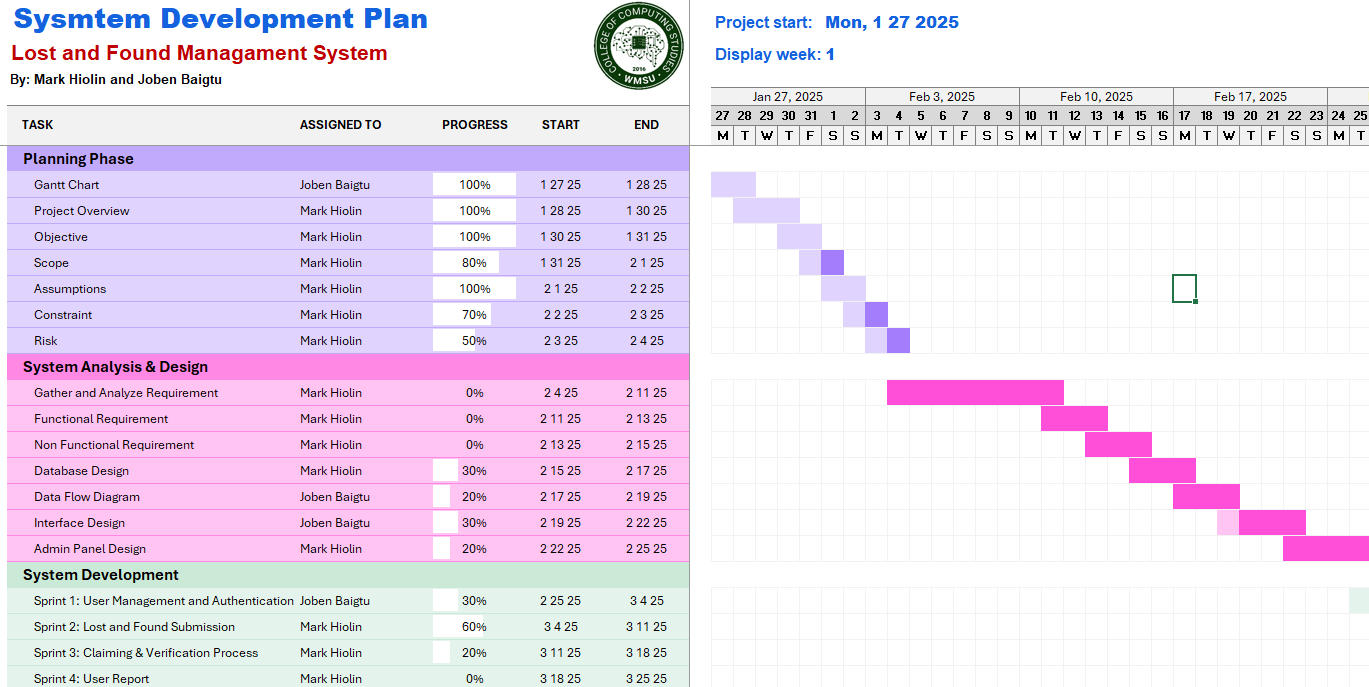 Sysmtem Development Plan
Lost and Found Managament System
By: Mark Hiolin and Joben Baigtu
COLLEGE OF COMPUTING STUDIES
2016
WMSU
Project start: Mon, 1 27 2025
Display week: 1
Jan 27, 2025 Feb 3, 2025 Feb 10, 2025 Feb 17, 2025
27 28 29 30 31 1 2 3 4 5 6 7 8 9 10 11 12 13 14 15 16 17 18 19 20 21 22 23 24 25
TASK ASSIGNED TO PROGRESS START END
M T W T F S S M T W T F S S M T W T F S S M T W T F S S M T
Planning Phase
Gantt Chart Joben Baigtu 100% 1 27 25 1 28 25
Project Overview Mark Hiolin 100% 1 28 25 1 30 25
Objective Mark Hiolin 100% 1 30 25 1 31 25
Scope Mark Hiolin 80% 1 31 25 2 1 25
Assumptions Mark Hiolin 100% 2 1 25 2 2 25
Constraint Mark Hiolin 70% 2 2 25 2 3 25
Risk Mark Hiolin 50% 2 3 25 2 4 25
System Analysis & Design
Gather and Analyze Requirement Mark Hiolin 0% 2 4 25 2 11 25
Functional Requirement Mark Hiolin 0% 2 11 25 2 13 25
Non Functional Requirement Mark Hiolin 0% 2 13 25 2 15 25
Database Design Mark Hiolin 30% 2 15 25 2 17 25
Data Flow Diagram Joben Baigtu 20% 2 17 25 2 19 25
Interface Design Joben Baigtu 30% 2 19 25 2 22 25
Admin Panel Design Mark Hiolin 20% 2 22 25 2 25 25
System Development
Sprint 1: User Management and Authentication Joben Baigtu 30% 2 25 25 3 4 25
Sprint 2: Lost and Found Submission Mark Hiolin 60% 3 4 25 3 11 25
Sprint 3: Claiming & Verification Process Mark Hiolin 20% 3 11 25 3 18 25
Sprint 4: User Report Mark Hiolin 0% 3 18 25 3 25 25